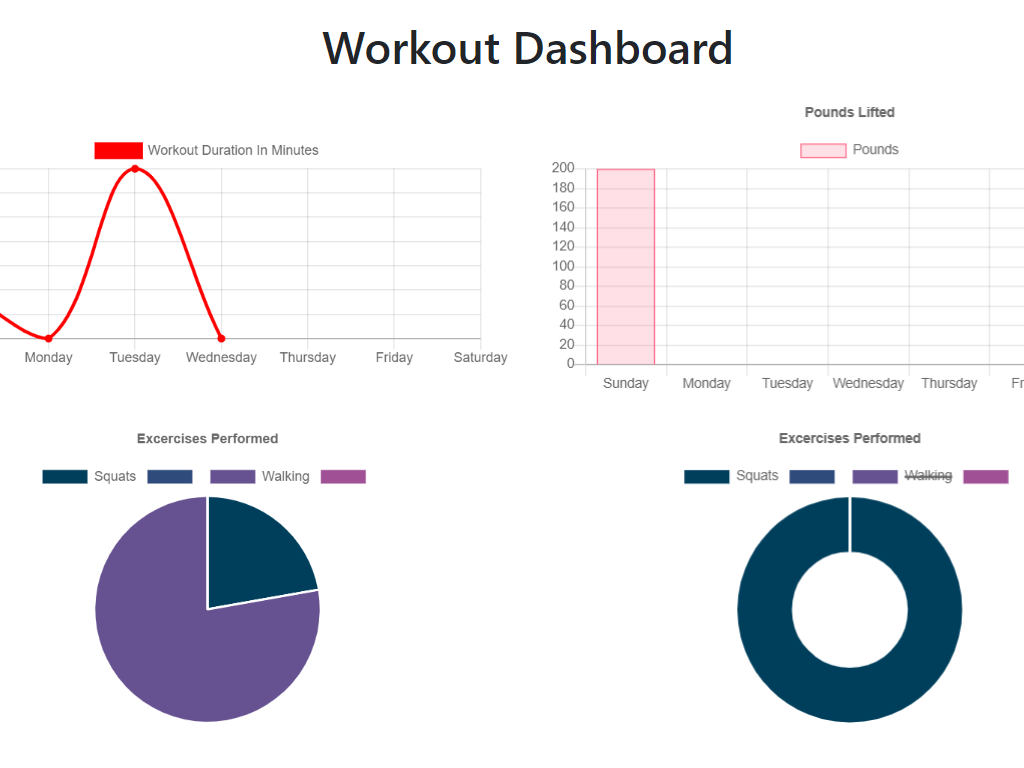 Workout Dashboard
Workout Duration In Minutes
Monday Tuesday Wednesday Thursday Friday Saturday
Pounds Lifted
Pounds
200
180
160
140
120
100
80
60
40
20
0
Sunday Monday Tuesday Wednesday Thursday Fr
Excercises Performed
Squats Walking
Excercises Performed
Squats Walking